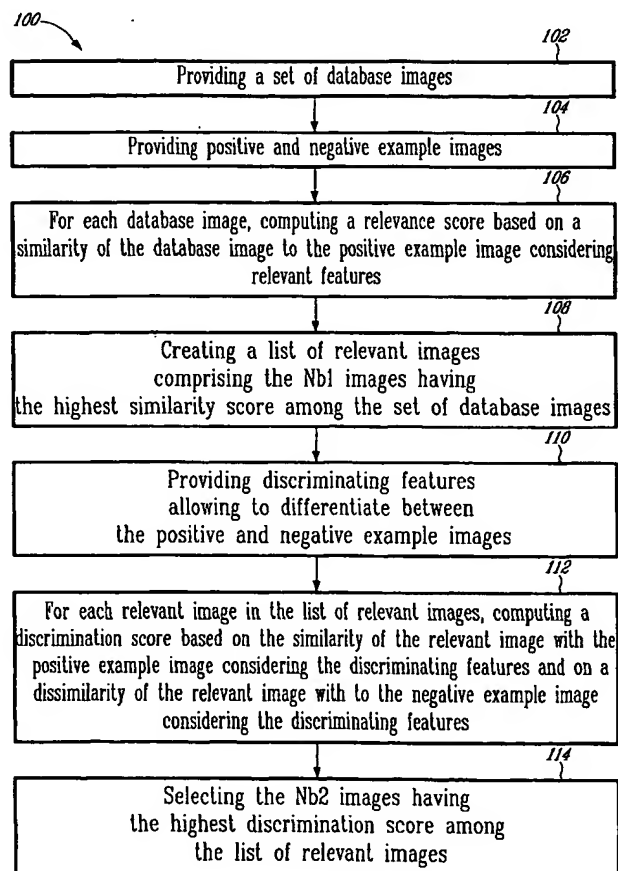 100
102
Providing a set of database images
104
Providing positive and negative example images
106
For each database image, computing a relevance score based on a
similarity of the database image to the positive example image considering
relevant features
108
Creating a list of relevant images
comprising the Nb1 images having
the highest similarity score among the set of database images
110
Providing discriminating features
allowing to differentiate between
the positive and negative example images
112
For each relevant image in the list of relevant images, computing a
discrimination score based on the similarity of the relevant image with the
positive example image considering the discriminating features and on a
dissimilarity of the relevant image with to the negative example image
considering the discriminating features
114
Selecting the Nb2 images having
the highest discrimination score among
the list of relevant images